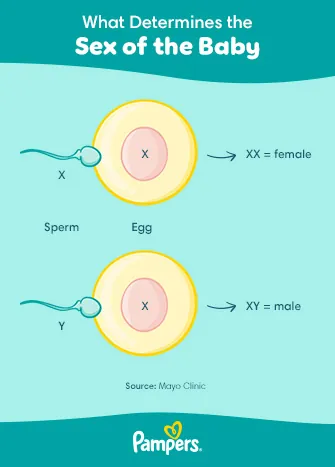 What Determines the
Sex of the Baby
X
XX = female
X
Sperm
Egg
X
XY = male
Y
Source: Mayo Clinic
Pampers.